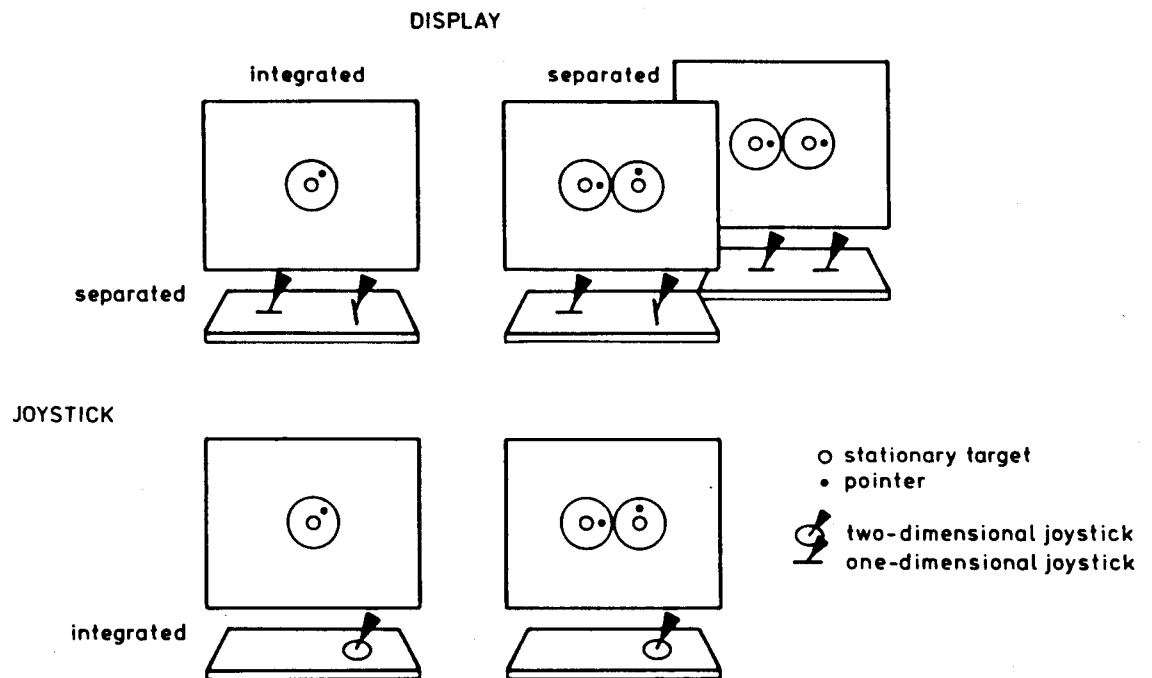 DISPLAY
integrated
separated
separated
JOYSTICK
stationary target
pointer
two-dimensional joystick
one-dimensional joystick
integrated